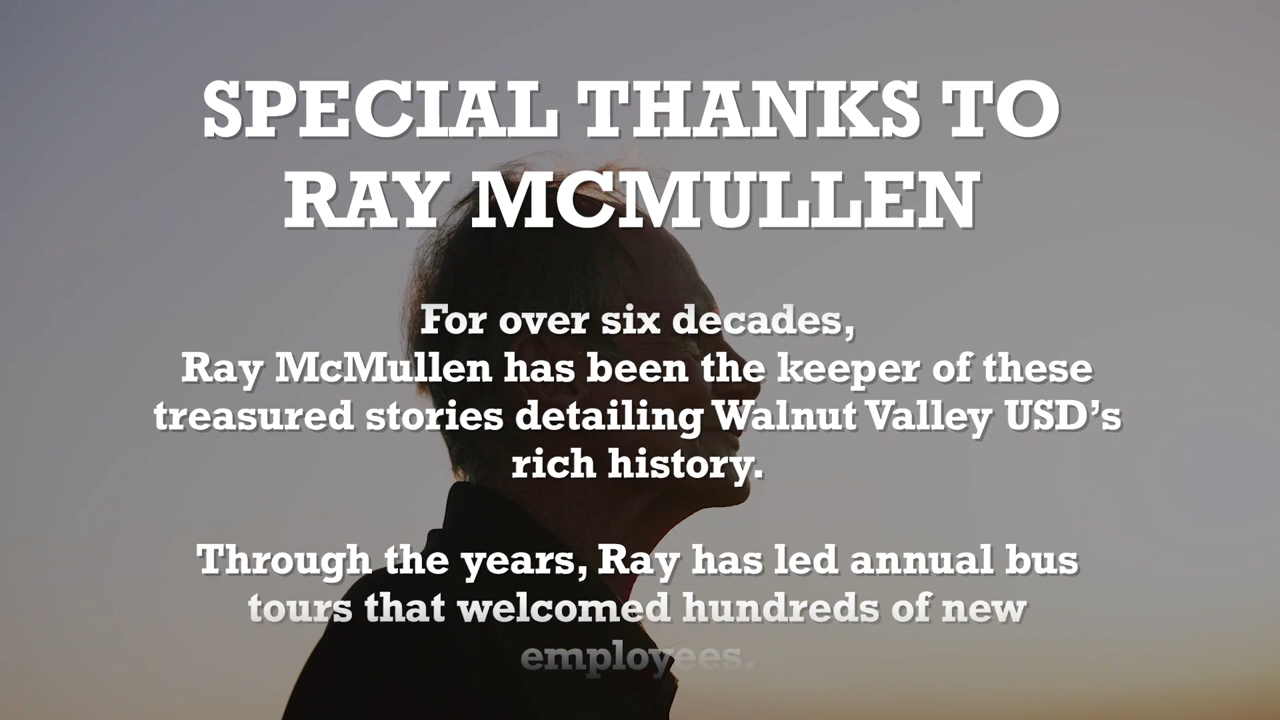 SPECIAL THANKS TO
RAY MCMULLEN
For over six decades,
Ray McMullen has been the keeper of these
treasured stories detailing Walnut Valley USD’s
rich history.
Through the years, Ray has led annual bus
tours that welcomed hundreds of new
employees.